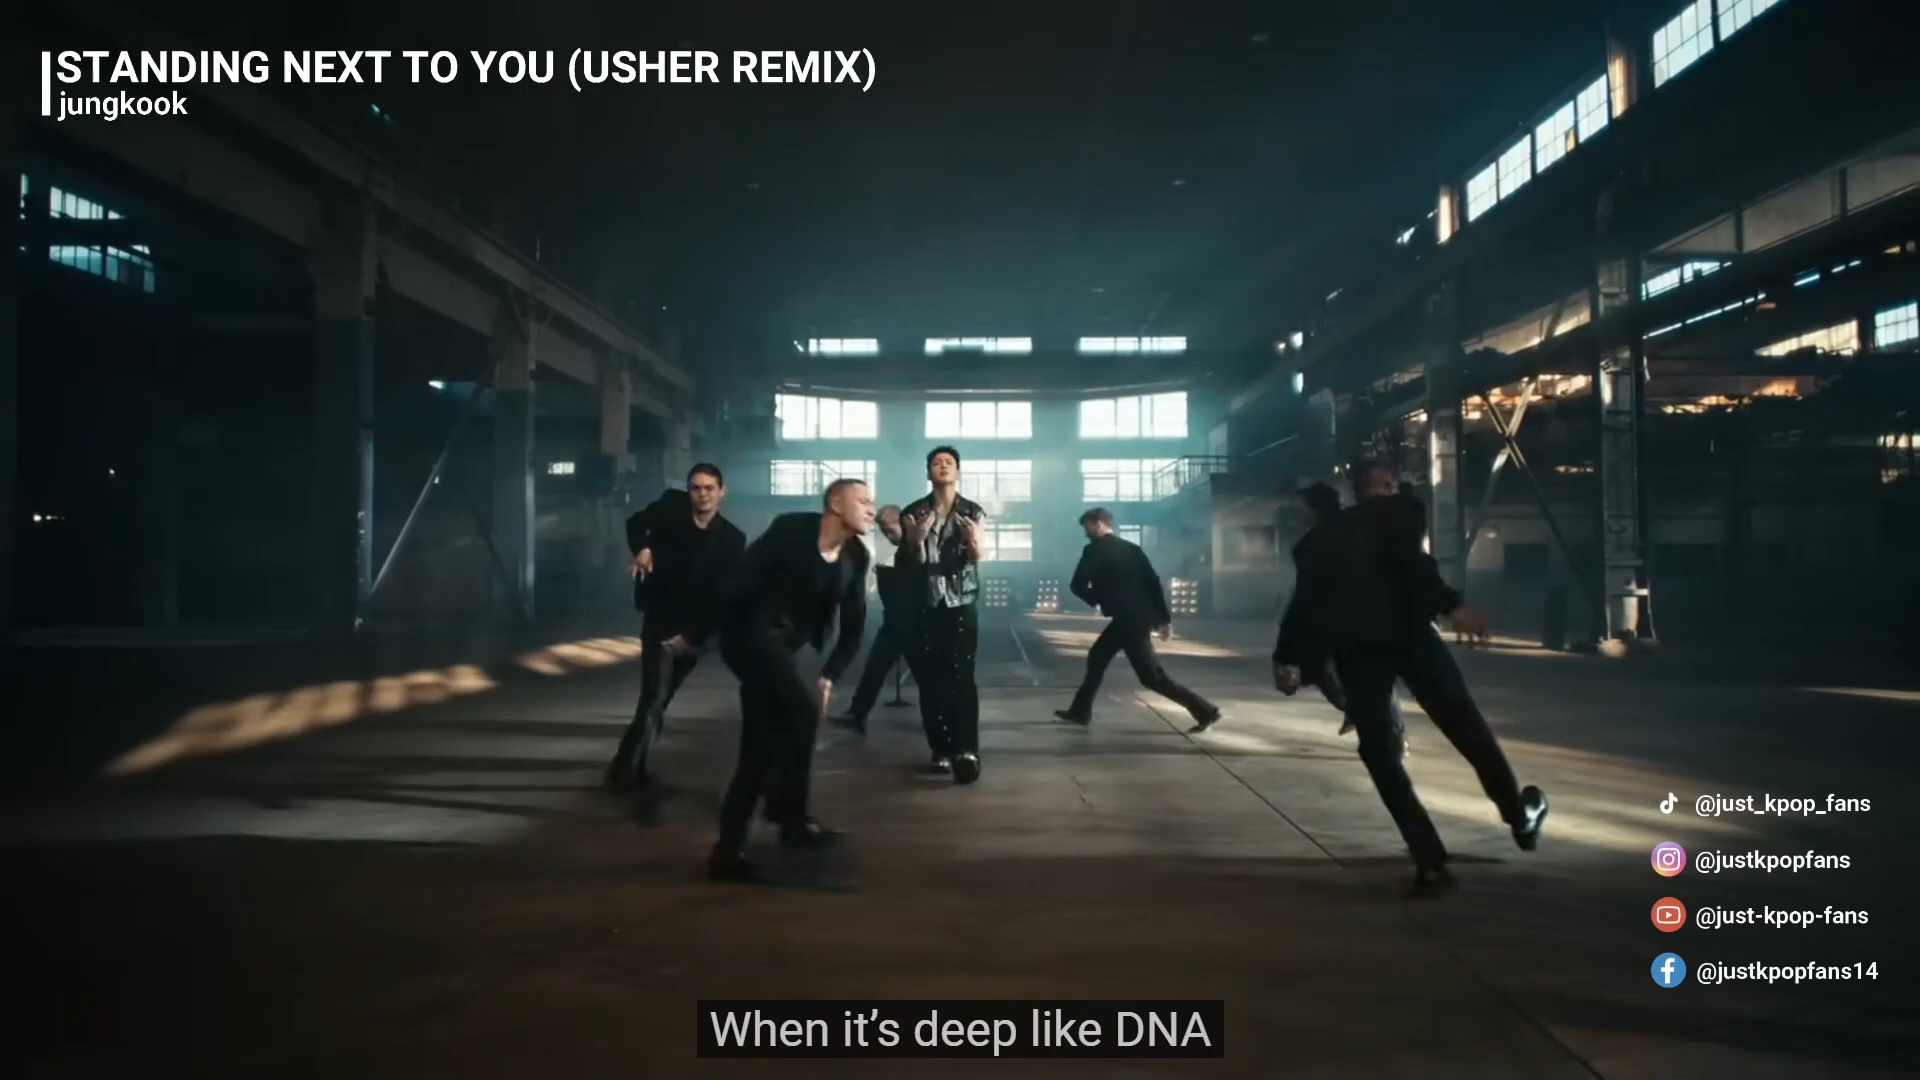 STANDING NEXT TO YOU (USHER REMIX)
jungkook
@just_kpop_fans
@justkpopfans
@just-kpop-fans
@justkpopfans14
When it’s deep like DNA